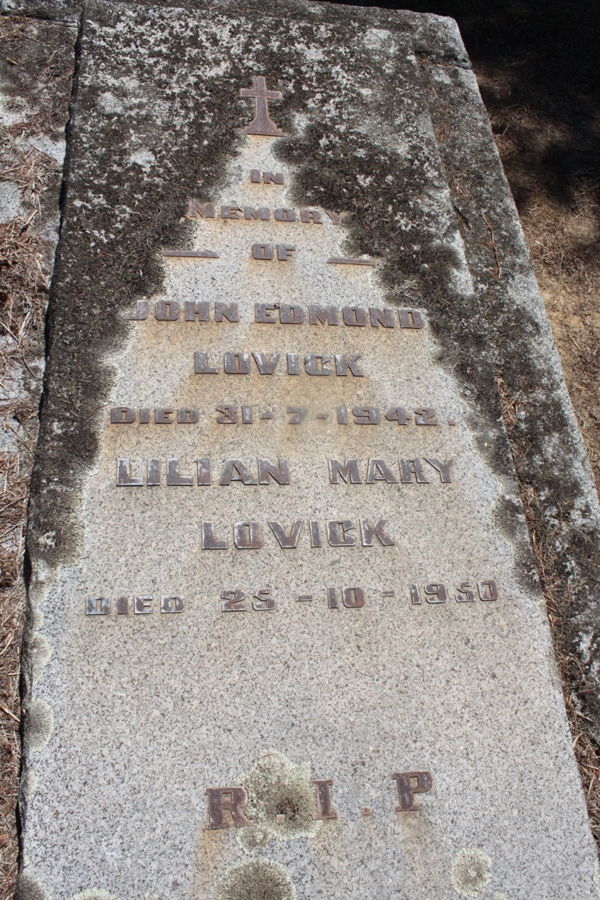 IN
MEMORY
OF
JOHN EDMOND
LOVICK
DIED 31-7-1942.
LILIAN MARY
LOVICK
DIED 25-10-1950
R.I.P